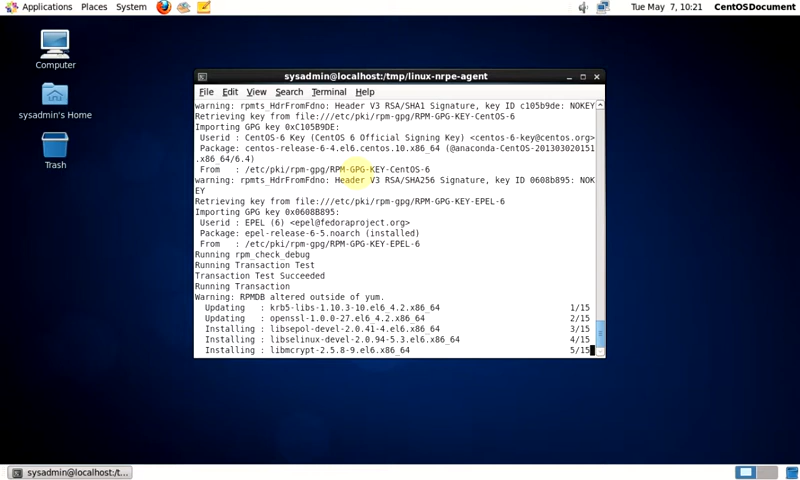 Applications Places System
Tue May 7, 10:21 CentOSDocument
Computer
sysadmin's Home
Trash
sysadmin@localhost:/tmp/linux-nrpe-agent
File Edit View Search Terminal Help
warning: rpmts_HdrFromFdno: Header V3 RSA/SHA1 Signature, key ID c105b9de: NOKEY
Retrieving key from file:///etc/pki/rpm-gpg/RPM-GPG-KEY-CentOS-6
Importing GPG key 0xC105B9DE:
Userid : CentOS-6 Key (CentOS 6 Official Signing Key) <centos-6-key@centos.org>
Package: centos-release-6-4.el6.centos.10.x86_64 (@anaconda-CentOS-201303020151
.x86_64/6.4)
From : /etc/pki/rpm-gpg/RPM-GPG-KEY-CentOS-6
warning: rpmts_HdrFromFdno: Header V3 RSA/SHA256 Signature, key ID 0608b895: NOK
EY
Retrieving key from file:///etc/pki/rpm-gpg/RPM-GPG-KEY-EPEL-6
Importing GPG key 0x0608B895:
Userid : EPEL (6) <epel@fedoraproject.org>
Package: epel-release-6-5.noarch (installed)
From : /etc/pki/rpm-gpg/RPM-GPG-KEY-EPEL-6
Running rpm_check_debug
Running Transaction Test
Transaction Test Succeeded
Running Transaction
Warning: RPMDB altered outside of yum.
Updating : krb5-libs-1.10.3-10.el6_4.2.x86_64 1/15
Updating : openssl-1.0.0-27.el6_4.2.x86_64 2/15
Installing : libsepol-devel-2.0.41-4.el6.x86_64 3/15
Installing : libselinux-devel-2.0.94-5.3.el6.x86_64 4/15
Installing : libmcrypt-2.5.8-9.el6.x86_64 5/15
sysadmin@localhost:/t...